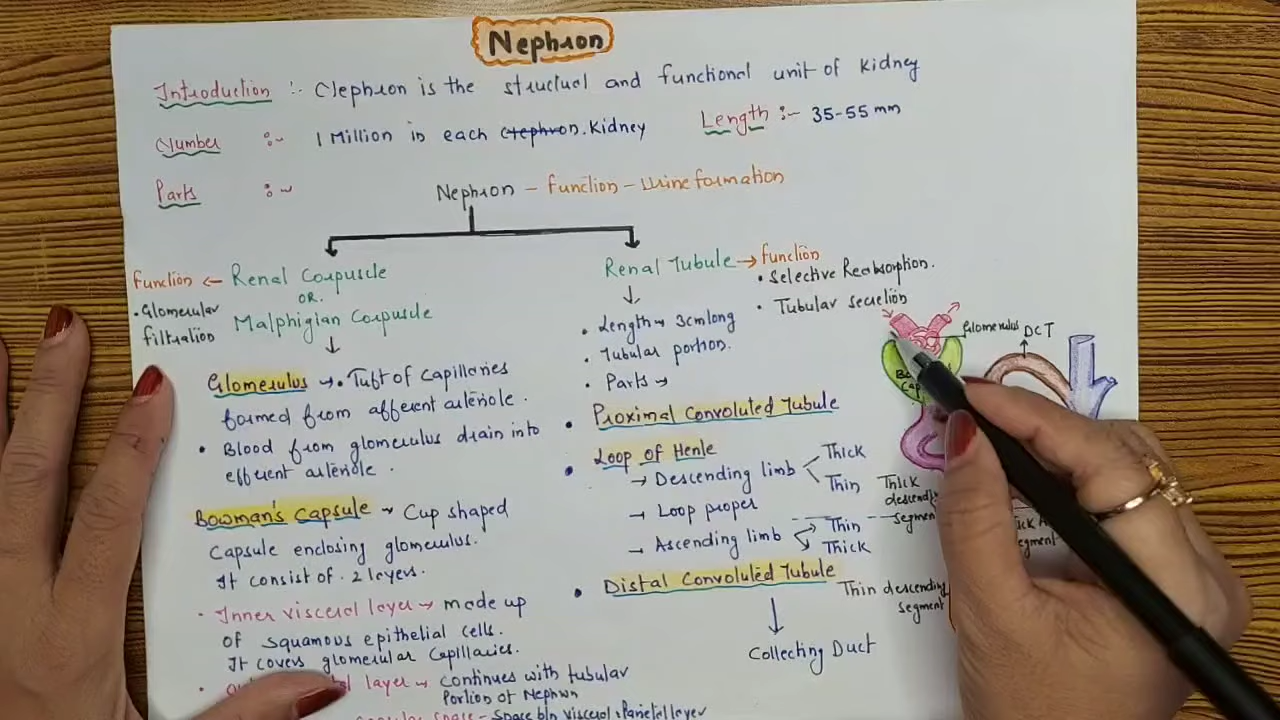 Nephron
Introduction :- Nephron is the structual and functional unit of kidney
Number :- 1 Million in each Nephron. Kidney
Length :- 35-55 mm
Parts :-
Nephron - function - Urine formation
function ← Renal Corpuscle
OR.
Malphigian Corpuscle
• Glomerular
filtration
Glomerulus → • Tuft of capillaries
formed from afferent arteriole.
• Blood from glomerulus drain into
efferent arteriole.
Bowman's Capsule ~ Cup shaped
Capsule enclosing glomerulus.
It consist of 2 layers.
• Inner visceral layer → made up
of squamous epithelial cells.
It covers glomerular capillaries.
layer → Continues with tubular
Portion of Nephron
space - Space b/n visceral & Parietal layer
Renal Tubule → function
• Selective Reabsorption.
• Tubular secretion
• Length → 3cm long
• Tubular portion.
• Parts →
• Proximal Convoluted Tubule
• Loop of Henle
→ Descending limb
Thick
Thin
→ Loop proper
→ Ascending limb
Thin
Thick
• Distal Convoluted Tubule
Collecting Duct
Glomerulus
DCT
Thick
segment
segment
Thin descending
segment